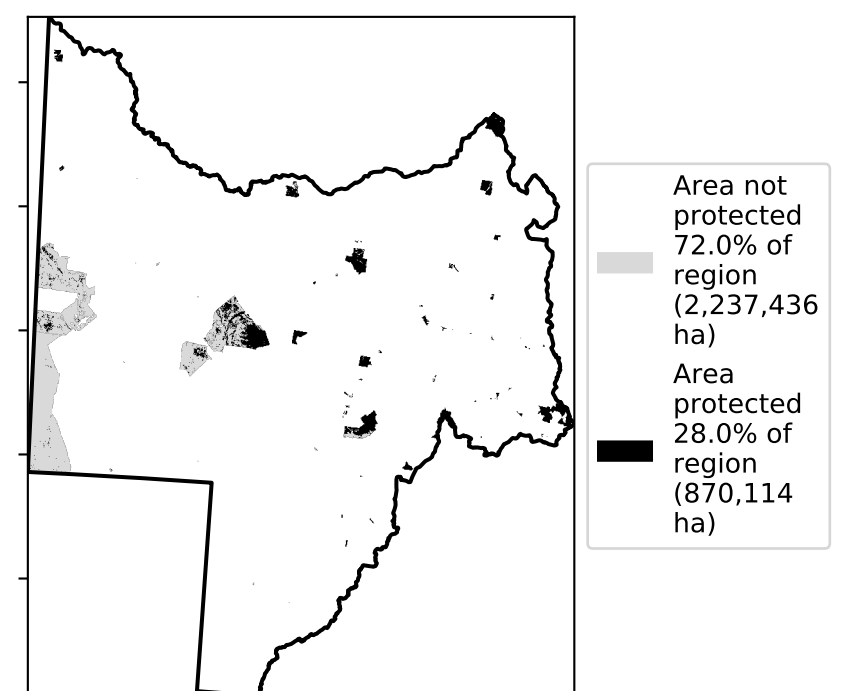 Area not
protected
72.0% of
region
(2,237,436
ha)
Area
protected
28.0% of
region
(870,114
ha)